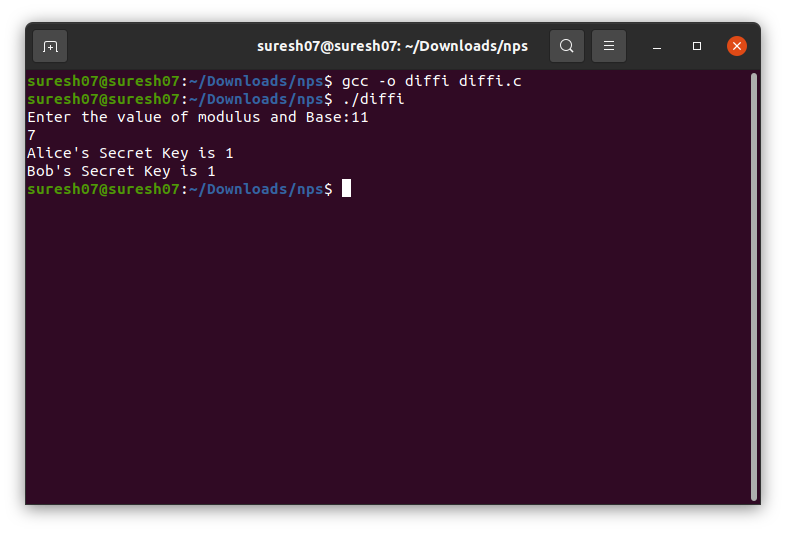 suresh07@suresh07: ~/Downloads/nps
suresh07@suresh07:~/Downloads/nps$ gcc -o diffi diffi.c
suresh07@suresh07:~/Downloads/nps$ ./diffi
Enter the value of modulus and Base:11
7
Alice's Secret Key is 1
Bob's Secret Key is 1
suresh07@suresh07:~/Downloads/nps$